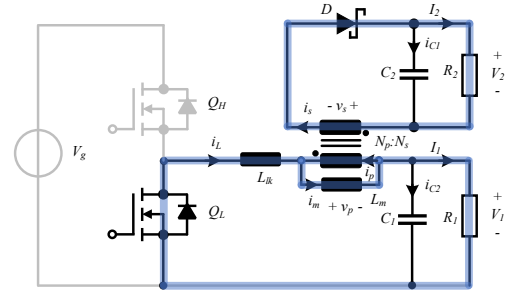 D
I2
iC1
C2
R2
+
V2
-
QH
is
- vs +
Np:Ns
Vg
iL
Llk
ip
I1
im
+ vp -
Lm
iC2
QL
C1
R1
+
V1
-